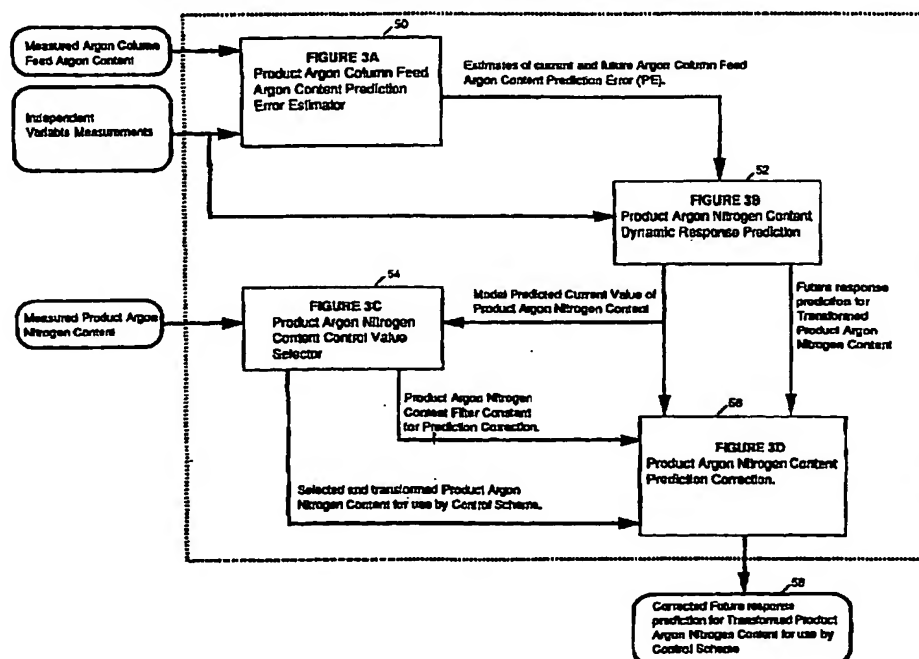 50
Measured Argon Column
Feed Argon Content
FIGURE 3A
Product Argon Column Feed
Argon Content Prediction
Error Estimator
Estimates of current and future Argon Column Feed
Argon Content Prediction Error (PE).
Independent
Variable Measurements
52
FIGURE 3B
Product Argon Nitrogen Content
Dynamic Response Prediction
54
Measured Product Argon
Nitrogen Content
FIGURE 3C
Product Argon Nitrogen
Content Control Value
Selector
Model Predicted Current Value of
Product Argon Nitrogen Content
Future response
prediction for
Transformed
Product Argon
Nitrogen Content
Product Argon Nitrogen
Content Filter Constant
for Prediction Correction.
56
FIGURE 3D
Product Argon Nitrogen Content
Prediction Correction.
Selected and transformed Product Argon
Nitrogen Content for use by Control Scheme.
58
Corrected Future response
prediction for Transformed Product
Argon Nitrogen Content for use by
Control Scheme